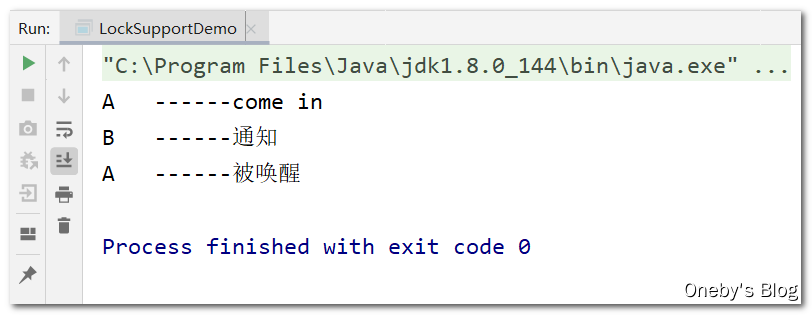 Run: LockSupportDemo
"C:\Program Files\Java\jdk1.8.0_144\bin\java.exe" ...
A ------come in
B ------通知
A ------被唤醒
Process finished with exit code 0
Oneby's Blog